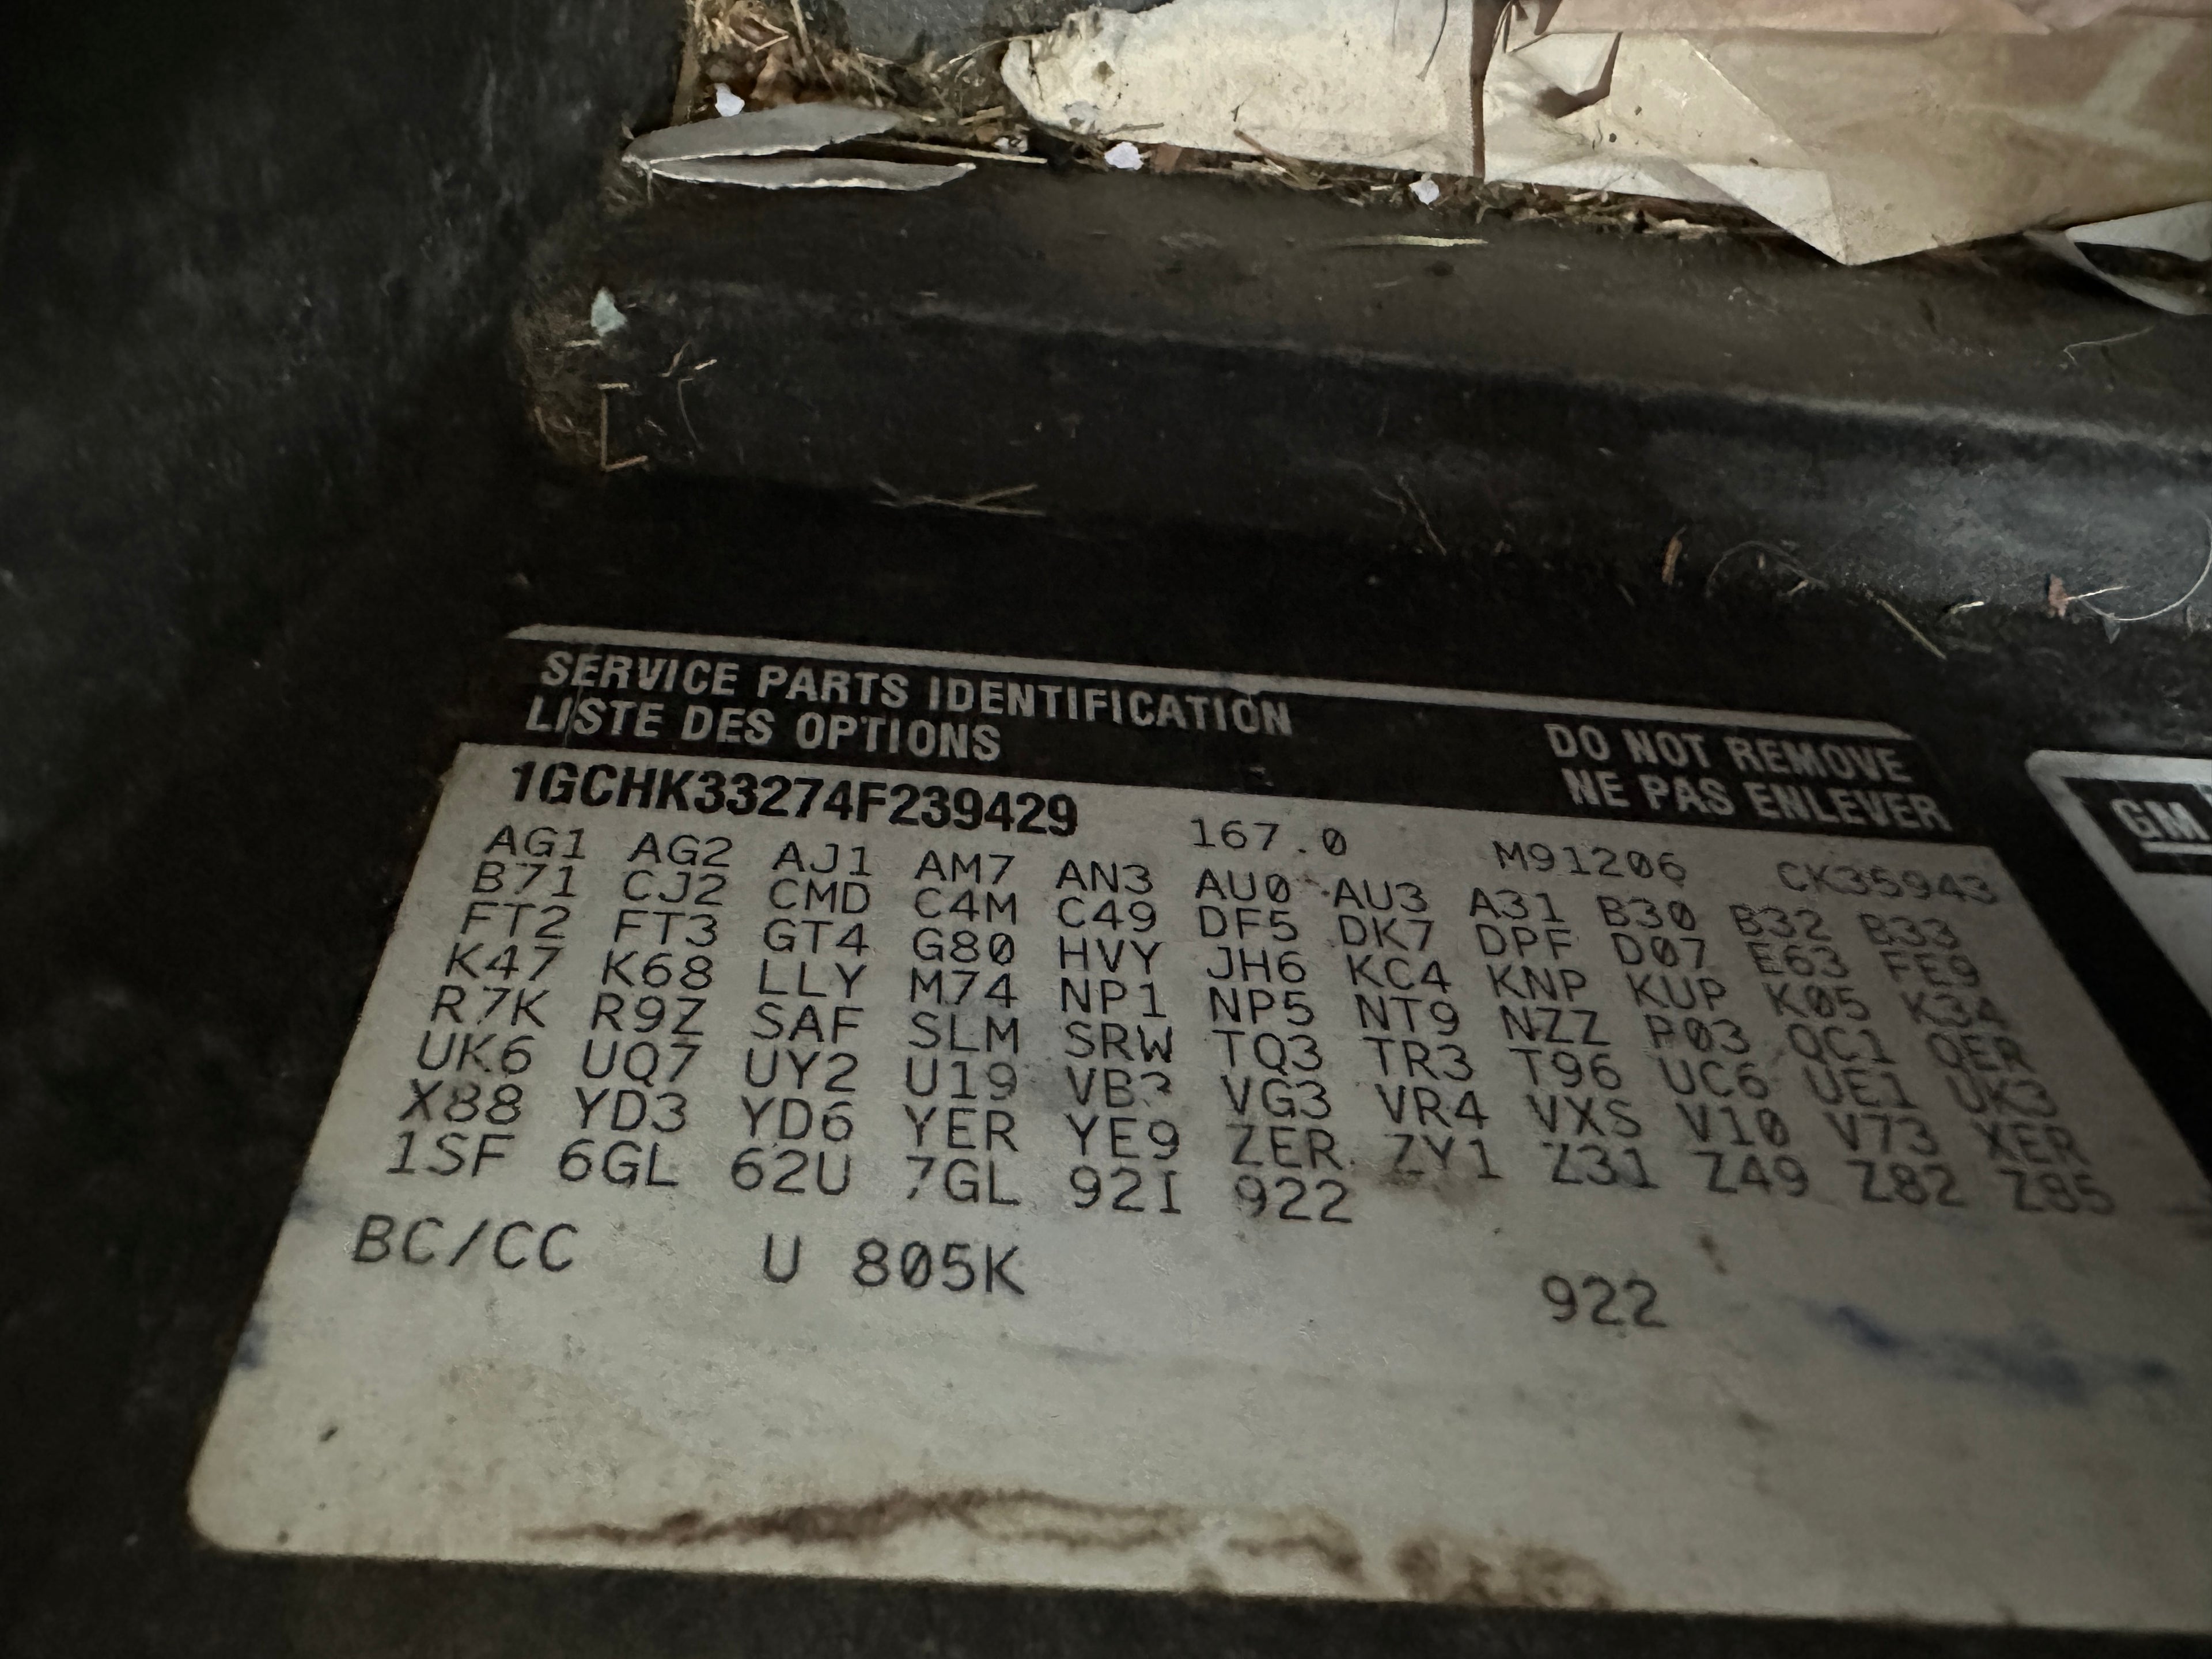 SERVICE PARTS IDENTIFICATION
LISTE DES OPTIONS
DO NOT REMOVE
NE PAS ENLEVER
1GCHK33274F239429 167.0 M91206 CK35943
AG1 AG2 AJ1 AM7 AN3 AU0 AU3 A31 B30 B32 B33
B71 CJ2 CMD C4M C49 DF5 DK7 DPF D07 E63 FE9
FT2 FT3 GT4 G80 HVY JH6 KC4 KNP KUP K05 K34
K47 K68 LLY M74 NP1 NP5 NT9 NZZ P03 QC1 QER
R7K R9Z SAF SLM SRW TQ3 TR3 T96 UC6 UE1 UK3
UK6 UQ7 UY2 U19 VB3 VG3 VR4 VXS V10 V73 XER
X88 YD3 YD6 YER YE9 ZER ZY1 Z31 Z49 Z82 Z85
1SF 6GL 62U 7GL 92I 922
BC/CC U 805K 922
GM